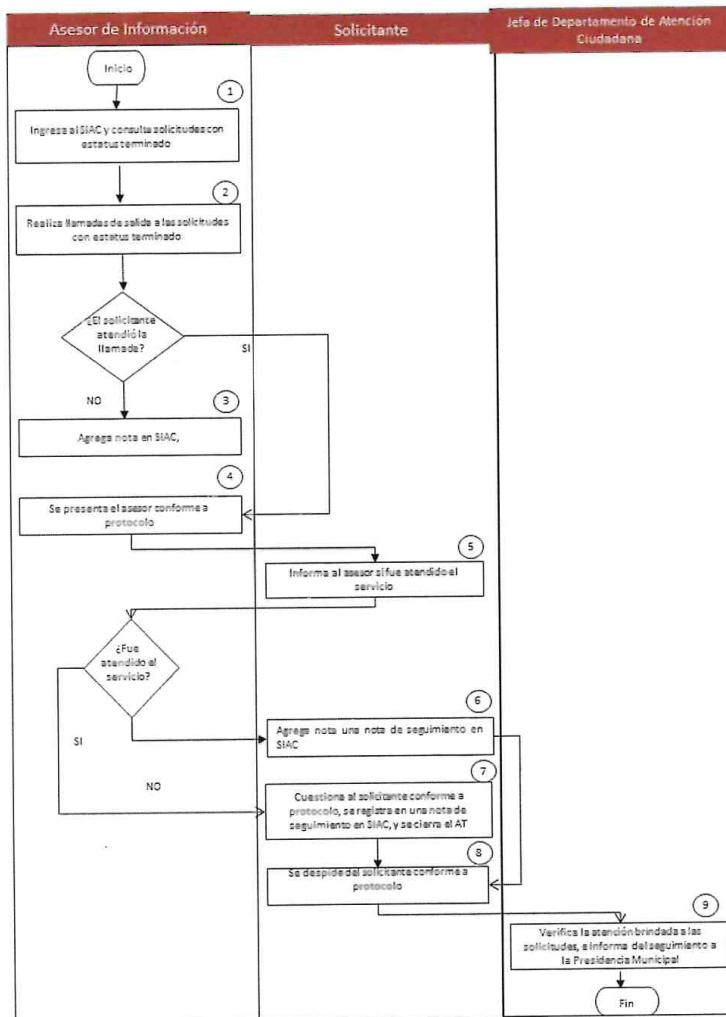 Asesor de Información
Solicitante
Jefa de Departamento de Atención
Ciudadana
Inicio
1
Ingresa al SIAC y consulta solicitudes con
estatus terminado
2
Realiza llamadas de salida a las solicitudes
con estatus terminado
¿El solicitante
atendió la
llamada?
SI
NO
3
Agrega nota en SIAC,
4
Se presenta el asesor conforme a
protocolo
5
Informa al asesor si fue atendido el
servicio
¿Fue
atendido el
servicio?
6
Agrega nota una nota de seguimiento en
SIAC
SI
NO
7
Cuestiona al solicitante conforme a
protocolo, se registra en una nota de
seguimiento en SIAC, y se cierra el AT
8
Se despide del solicitante conforme a
protocolo
9
Verifica la atención brindada a las
solicitudes, e informa del seguimiento a
la Presidencia Municipal
Fin